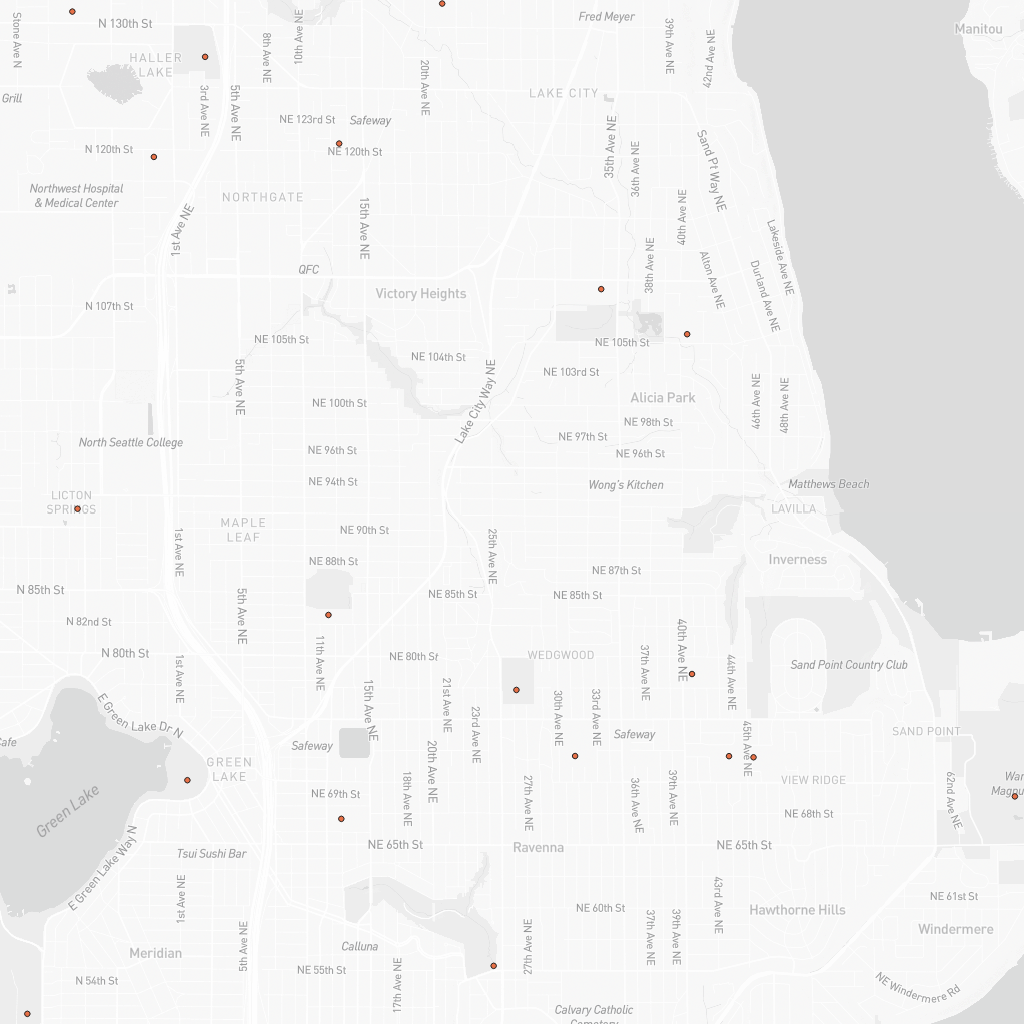 Stone Ave N
N 130th St
8th Ave NE
10th Ave NE
20th Ave NE
Fred Meyer
39th Ave NE
42nd Ave NE
Manitou
HALLER
LAKE
Grill
3rd Ave NE
5th Ave NE
NE 123rd St
Safeway
LAKE CITY
35th Ave NE
36th Ave NE
Sand Pt Way NE
N 120th St
NE 120th St
Northwest Hospital
& Medical Center
NORTHGATE
1st Ave NE
15th Ave NE
40th Ave NE
Lakeside Ave NE
38th Ave NE
Alton Ave NE
Durland Ave NE
QFC
N 107th St
Victory Heights
NE 105th St
NE 105th St
NE 104th St
5th Ave NE
Lake City Way NE
NE 103rd St
46th Ave NE
48th Ave NE
NE 100th St
Alicia Park
NE 98th St
North Seattle College
NE 97th St
NE 96th St
NE 96th St
NE 94th St
Wong's Kitchen
Matthews Beach
LICTON
SPRINGS
LAVILLA
MAPLE
LEAF
NE 90th St
1st Ave NE
25th Ave NE
NE 88th St
Inverness
NE 87th St
N 85th St
NE 85th St
NE 85th St
5th Ave NE
N 82nd St
11th Ave NE
40th Ave NE
N 80th St
NE 80th St
WEDGWOOD
Sand Point Country Club
1st Ave NE
37th Ave NE
44th Ave NE
E Green Lake Dr N
15th Ave NE
21st Ave NE
23rd Ave NE
30th Ave NE
33rd Ave NE
Safeway
Safeway
45th Ave NE
SAND POINT
Cafe
GREEN
LAKE
Green Lake
NE 69th St
18th Ave NE
20th Ave NE
27th Ave NE
36th Ave NE
39th Ave NE
VIEW RIDGE
62nd Ave NE
NE 68th St
E Green Lake Way N
Tsui Sushi Bar
NE 65th St
Ravenna
NE 65th St
1st Ave NE
43rd Ave NE
NE 61st St
NE 60th St
Hawthorne Hills
Windermere
5th Ave NE
27th Ave NE
37th Ave NE
39th Ave NE
Meridian
Calluna
N 54th St
NE 55th St
17th Ave NE
NE Windermere Rd
Calvary Catholic